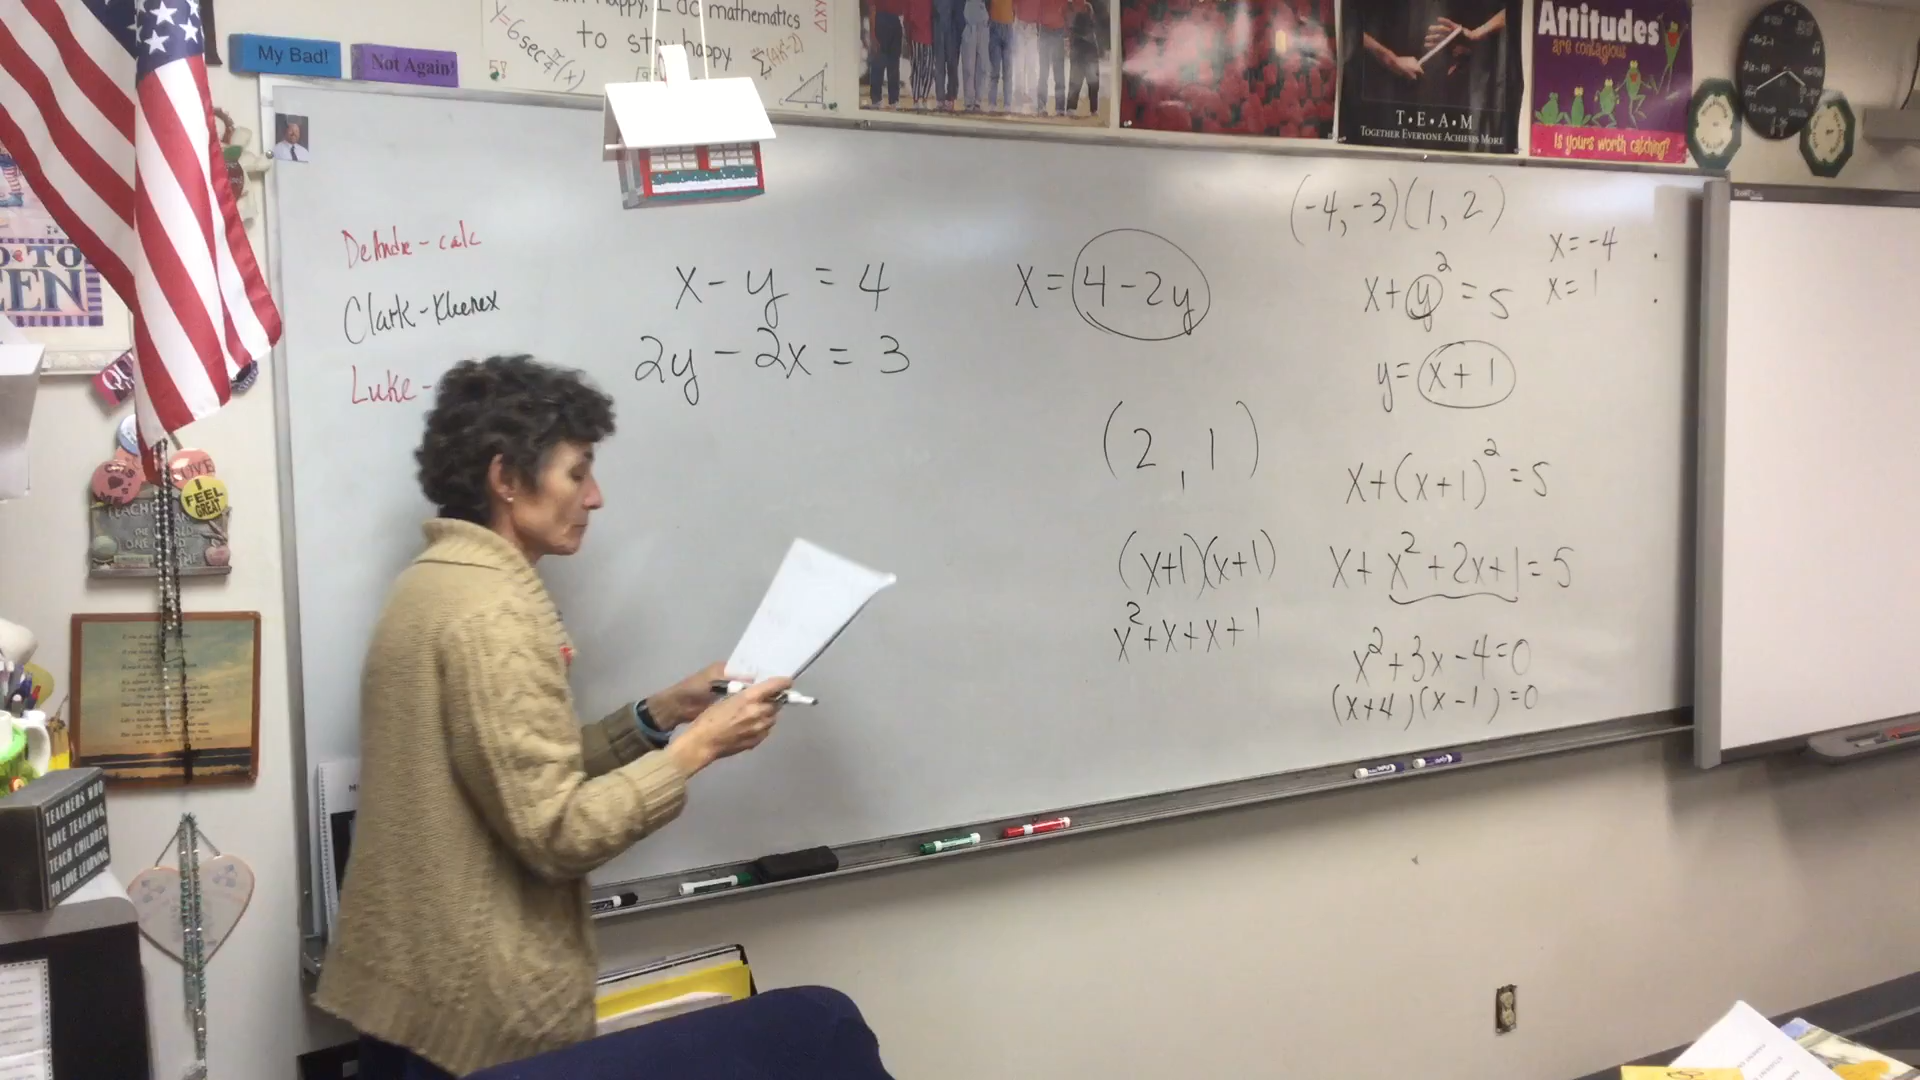 My Bad!
Not Again!
happy, I do mathematics
to stay happy
DeAndre - calc
Clark - Kleenex
Luke -
x - y = 4
2y - 2x = 3
x = 4 - 2y
(2, 1)
(x+1)(x+1)
x² + x + x + 1
(-4, -3)(1, 2)
x + y² = 5
x = -4
x = 1
y = x + 1
x + (x+1)² = 5
x + x² + 2x + 1 = 5
x² + 3x - 4 = 0
(x+4)(x-1) = 0
T•E•A•M
TOGETHER EVERYONE ACHIEVES MORE
Attitudes
are contagious
Is yours worth catching?
I
FEEL
GREAT
TEACHERS WHO
LOVE TEACHING,
TEACH CHILDREN
TO LOVE LEARNING.